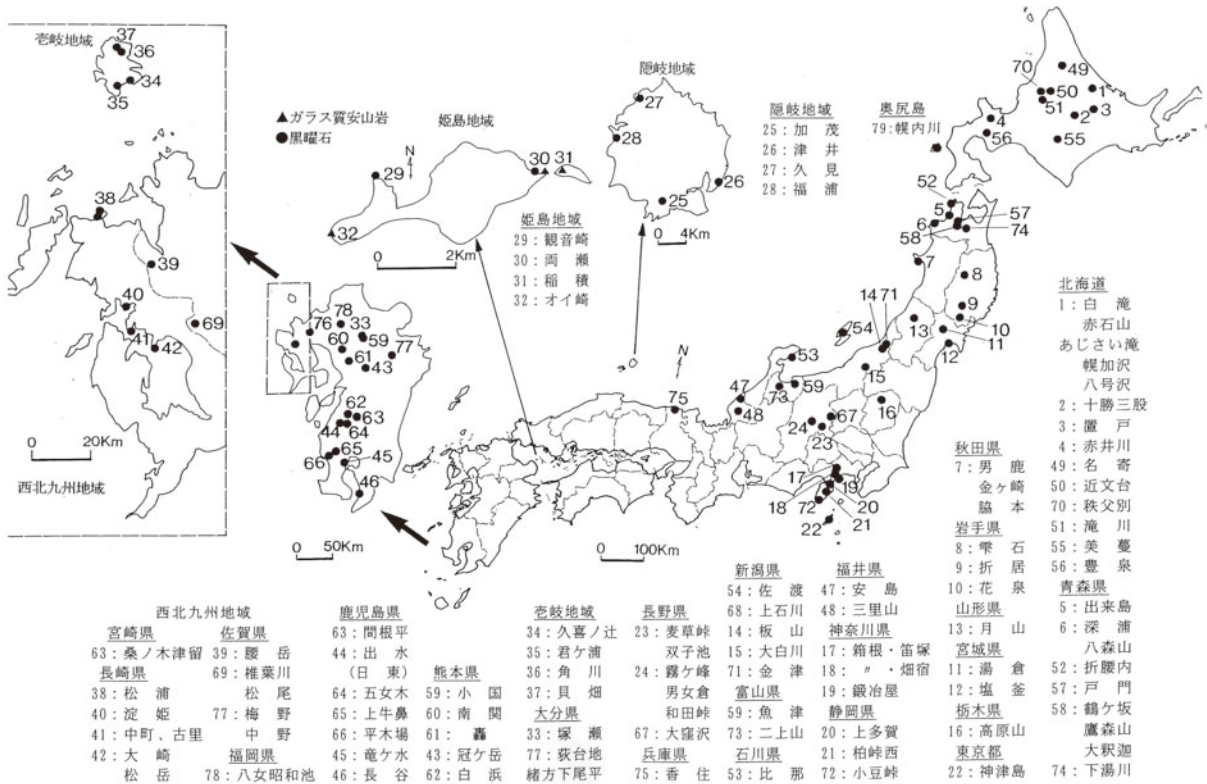 壱岐地域
37
36
34
35
38
39
40
41
42
69
0 20Km
西北九州地域
▲ガラス質安山岩
●黒曜石
姫島地域
N
29
30
31
32
0 2Km
姫島地域
29：観音崎
30：両瀬
31：稲積
32：オイ崎
隠岐地域
27
28
26
25
0 4Km
隠岐地域
25：加茂
26：津井
27：久見
28：福浦
奥尻島
79：幌内川
70
49
50
51
1
2
3
4
56
55
52
5
6
57
58
74
7
8
9
10
11
12
13
14
71
54
53
15
73
59
16
47
48
75
24
67
23
17
18
19
20
72
21
22
N
78
76
33
59
60
77
61
43
62
63
44
64
65
66
45
46
0 50Km
0 100Km
北海道
1：白滝
赤石山
あじさい滝
幌加沢
八号沢
2：十勝三股
3：置戸
4：赤井川
49：名寄
50：近文台
70：秩父別
51：滝川
55：美蔓
56：豊泉
青森県
5：出来島
6：深浦
八森山
52：折腰内
57：戸門
58：鶴ケ坂
鷹森山
大釈迦
74：下湯川
秋田県
7：男鹿
金ヶ崎
脇本
岩手県
8：雫石
9：折居
10：花泉
山形県
13：月山
宮城県
11：湯倉
12：塩釜
栃木県
16：高原山
東京都
22：神津島
福井県
47：安島
48：三里山
神奈川県
17：箱根・笛塚
18：〃・畑宿
19：鍛冶屋
静岡県
20：上多賀
21：柏峠西
72：小豆峠
新潟県
54：佐渡
68：上石川
14：板山
15：大白川
71：金津
富山県
59：魚津
73：二上山
石川県
53：比那
長野県
23：麦草峠
双子池
24：霧ケ峰
男女倉
和田峠
67：大窪沢
兵庫県
75：香住
壱岐地域
34：久喜ノ辻
35：君ケ浦
36：角川
37：貝畑
大分県
33：塚瀬
77：荻台地
緒方下尾平
熊本県
59：小国
60：南関
61：轟
43：冠ケ岳
62：白浜
鹿児島県
63：間根平
44：出水
(日東)
64：五女木
65：上牛鼻
66：平木場
45：竜ケ水
46：長谷
西北九州地域
佐賀県
39：腰岳
69：椎葉川
松尾
77：梅野
中野
福岡県
78：八女昭和池
宮崎県
63：桑ノ木津留
長崎県
38：松浦
40：淀姫
41：中町、古里
42：大崎
松岳